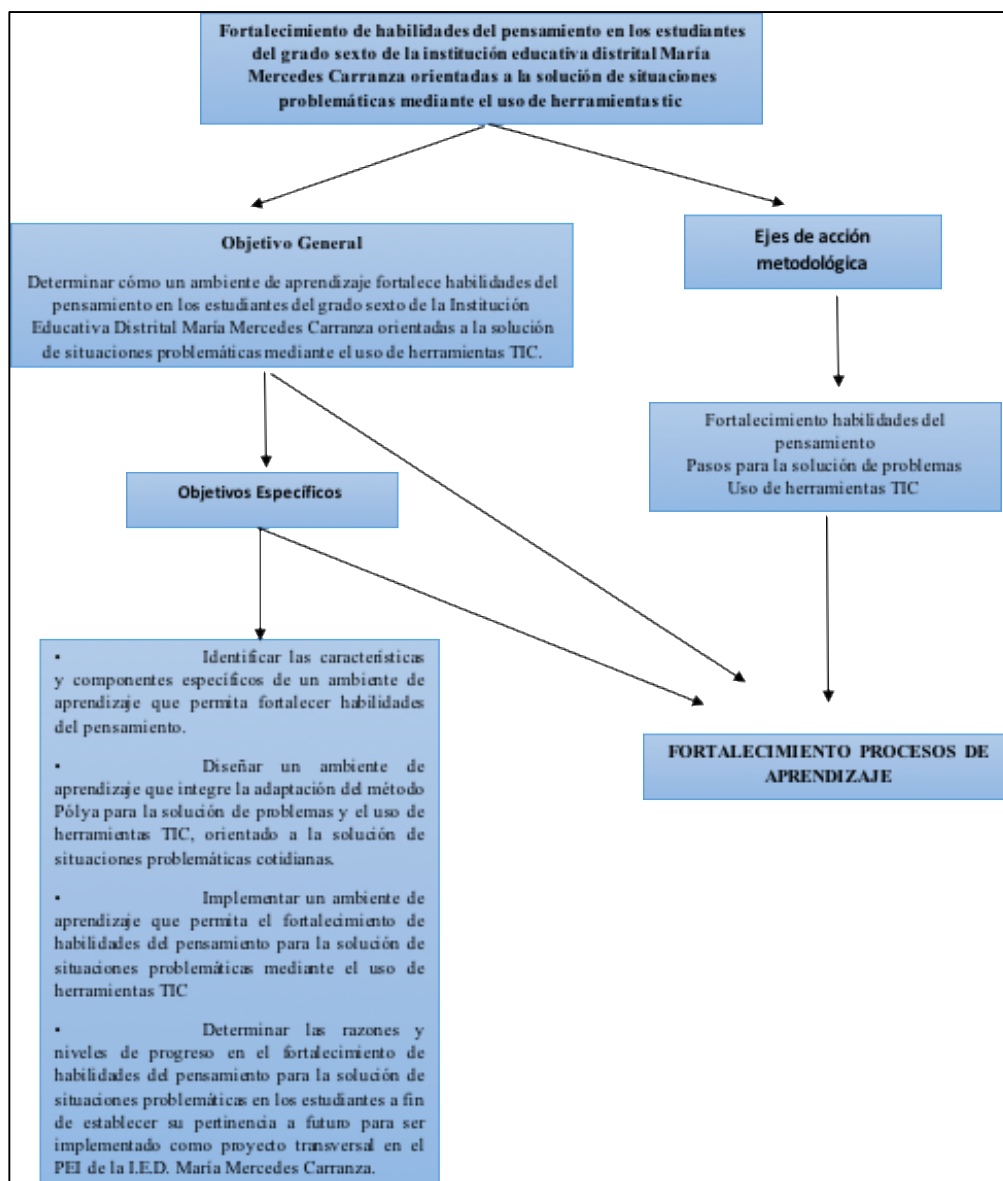 Fortalecimiento de habilidades del pensamiento en los estudiantes
del grado sexto de la institución educativa distrital María
Mercedes Carranza orientadas a la solución de situaciones
problemáticas mediante el uso de herramientas tic
Objetivo General
Determinar cómo un ambiente de aprendizaje fortalece habilidades del
pensamiento en los estudiantes del grado sexto de la Institución
Educativa Distrital María Mercedes Carranza orientadas a la solución
de situaciones problemáticas mediante el uso de herramientas TIC.
Ejes de acción
metodológica
Fortalecimiento habilidades del
pensamiento
Pasos para la solución de problemas
Uso de herramientas TIC
Objetivos Específicos
▪ Identificar las características
y componentes específicos de un ambiente de
aprendizaje que permita fortalecer habilidades
del pensamiento.
▪ Diseñar un ambiente de
aprendizaje que integre la adaptación del método
Pólya para la solución de problemas y el uso de
herramientas TIC, orientado a la solución de
situaciones problemáticas cotidianas.
▪ Implementar un ambiente de
aprendizaje que permita el fortalecimiento de
habilidades del pensamiento para la solución de
situaciones problemáticas mediante el uso de
herramientas TIC
▪ Determinar las razones y
niveles de progreso en el fortalecimiento de
habilidades del pensamiento para la solución de
situaciones problemáticas en los estudiantes a fin
de establecer su pertinencia a futuro para ser
implementado como proyecto transversal en el
PEI de la I.E.D. María Mercedes Carranza.
FORTALECIMIENTO PROCESOS DE
APRENDIZAJE